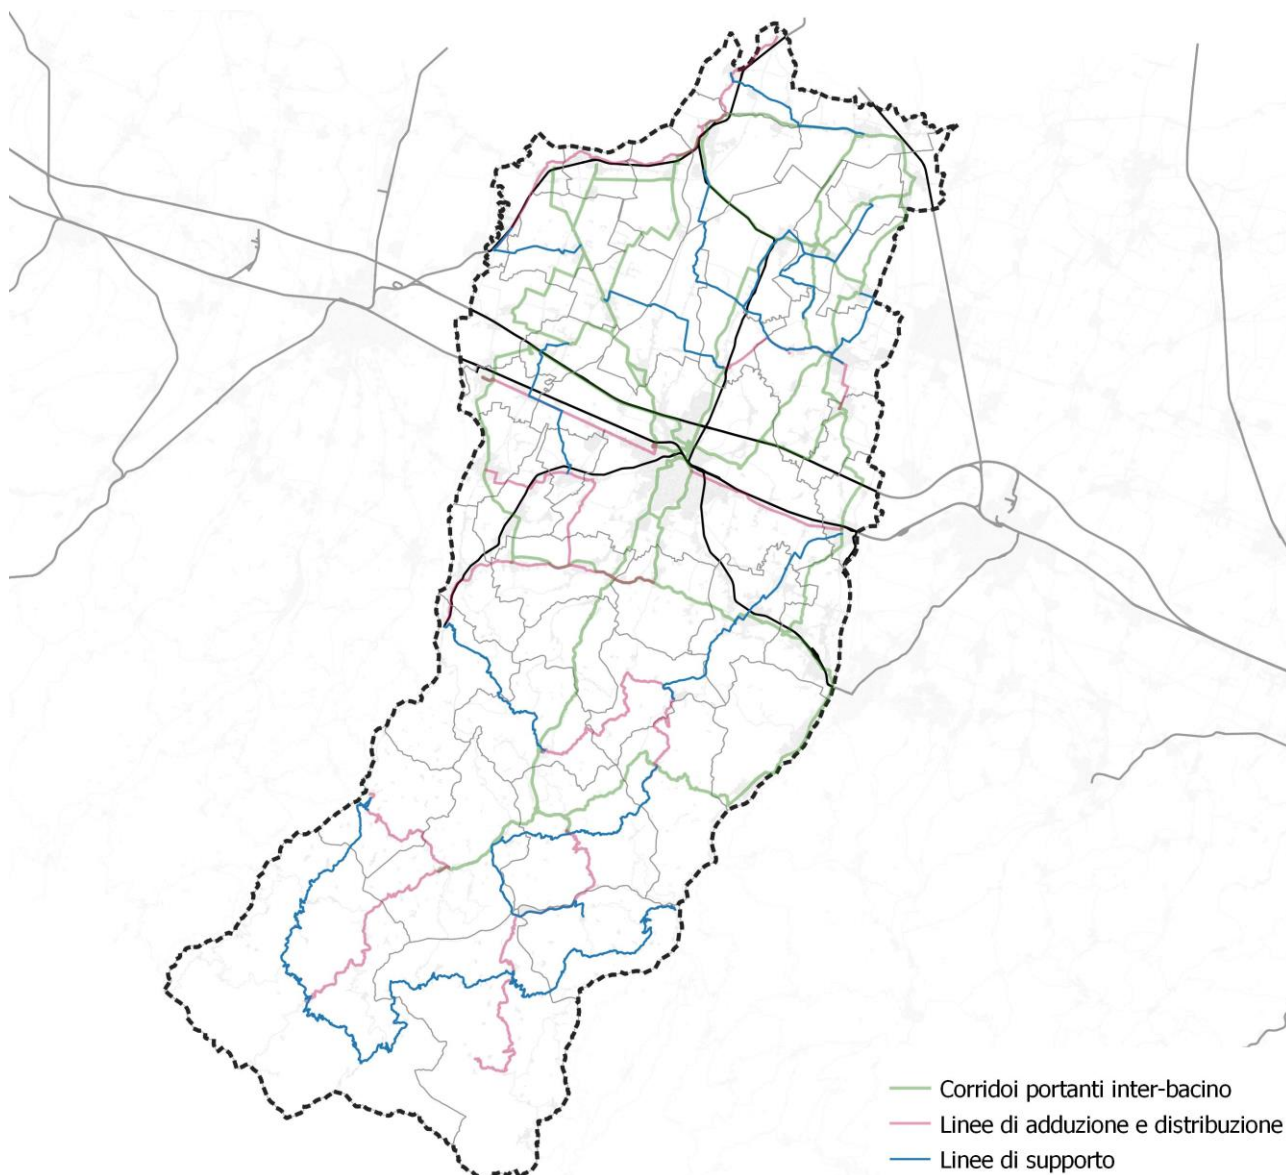 Corridoi portanti inter-bacino
Linee di adduzione e distribuzione
Linee di supporto